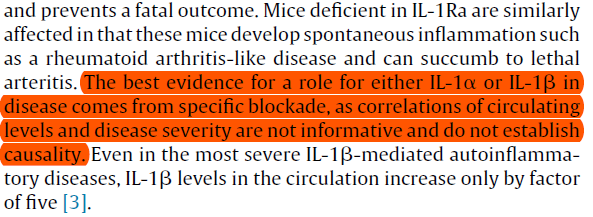 and prevents a fatal outcome. Mice deficient in IL-1Ra are similarly
affected in that these mice develop spontaneous inflammation such
as a rheumatoid arthritis-like disease and can succumb to lethal
arteritis. The best evidence for a role for either IL-1α or IL-1β in
disease comes from specific blockade, as correlations of circulating
levels and disease severity are not informative and do not establish
causality. Even in the most severe IL-1β-mediated autoinflamma-
tory diseases, IL-1β levels in the circulation increase only by factor
of five [3].